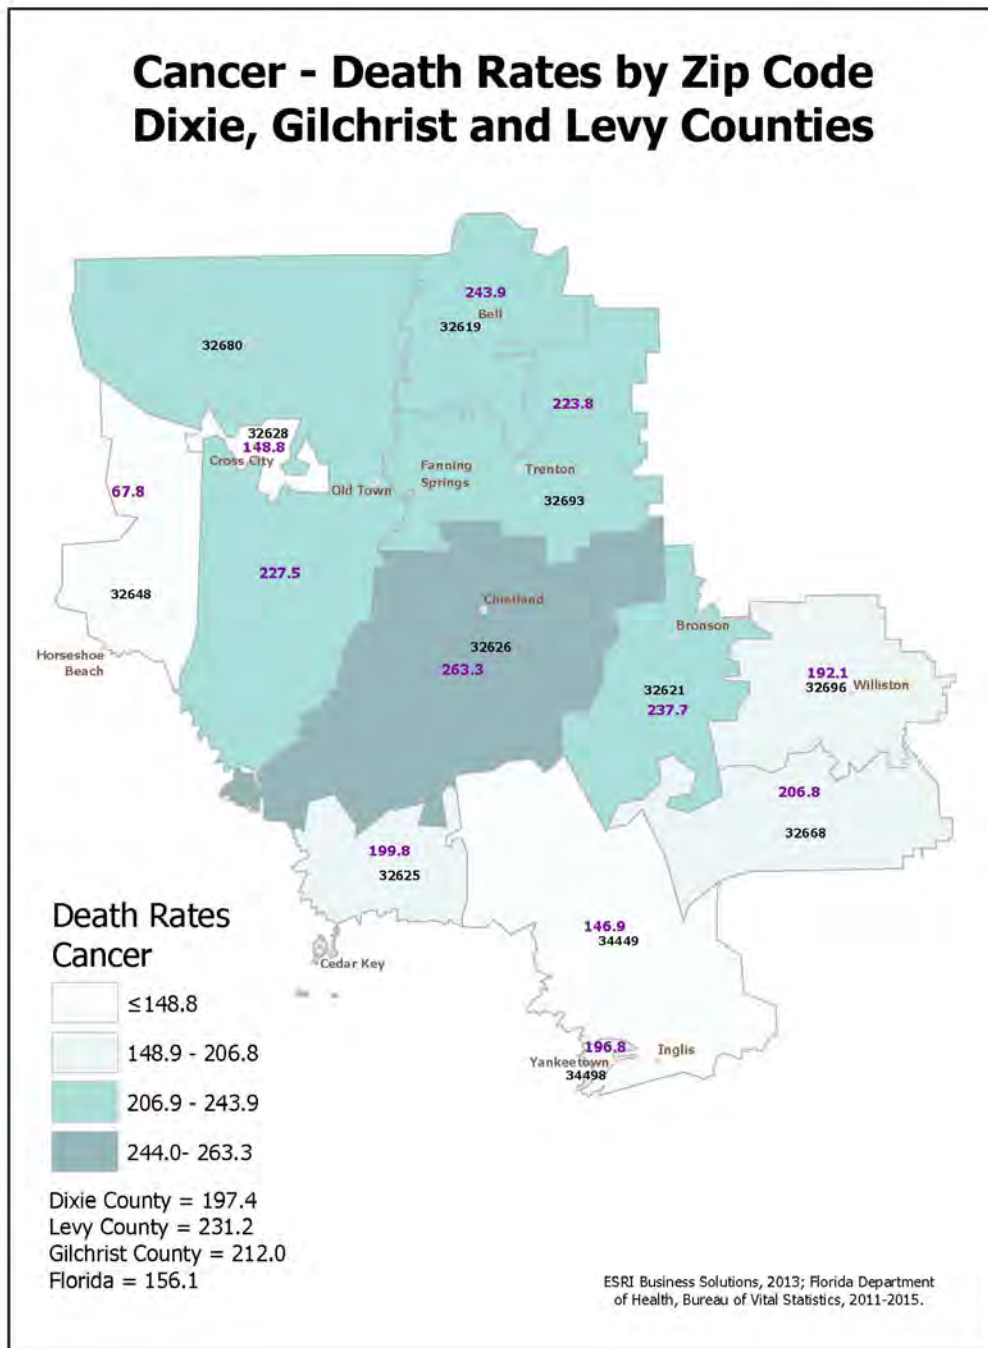 Cancer - Death Rates by Zip Code
Dixie, Gilchrist and Levy Counties
243.9
Bell
32619
32680
223.8
32628
148.8
Cross City
Fanning
Springs
Trenton
67.8
Old Town
32693
227.5
32648
Chiefland
Bronson
Horseshoe
Beach
32626
263.3
192.1
32696
Williston
32621
237.7
206.8
32668
199.8
32625
146.9
34449
Cedar Key
196.8
Yankeetown
34498
Inglis
Death Rates
Cancer
≤148.8
148.9 - 206.8
206.9 - 243.9
244.0- 263.3
Dixie County = 197.4
Levy County = 231.2
Gilchrist County = 212.0
Florida = 156.1
ESRI Business Solutions, 2013; Florida Department
of Health, Bureau of Vital Statistics, 2011-2015.